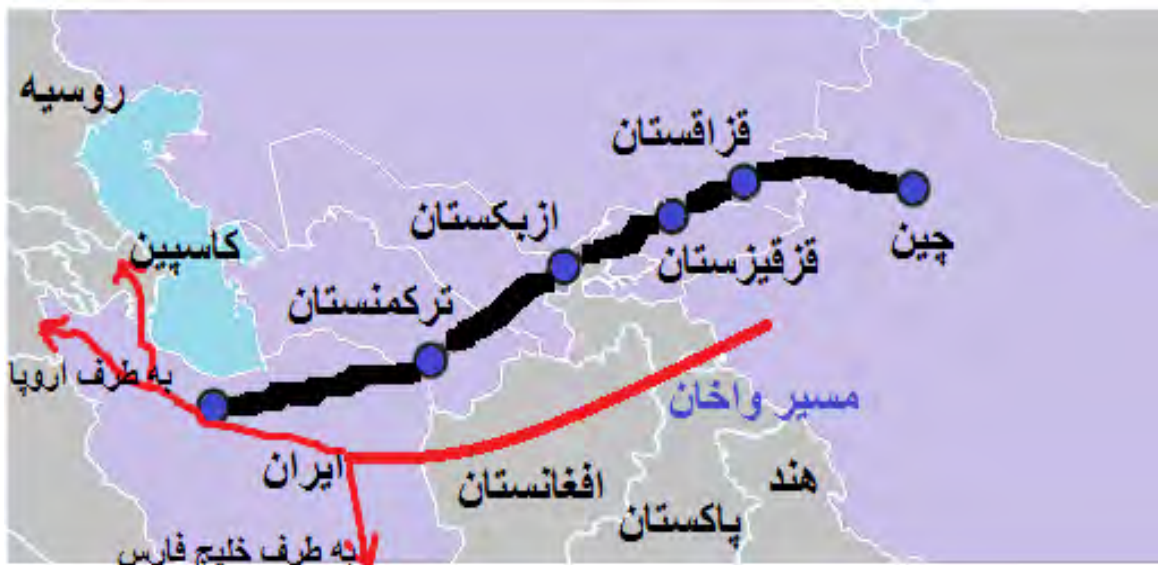 روسیه
قزاقستان
ازبکستان
چین
قزقیزستان
کاسپین
ترکمنستان
به طرف اروپا
مسیر واخان
ایران
افغانستان
هند
پاکستان
به طرف خلیج فارس